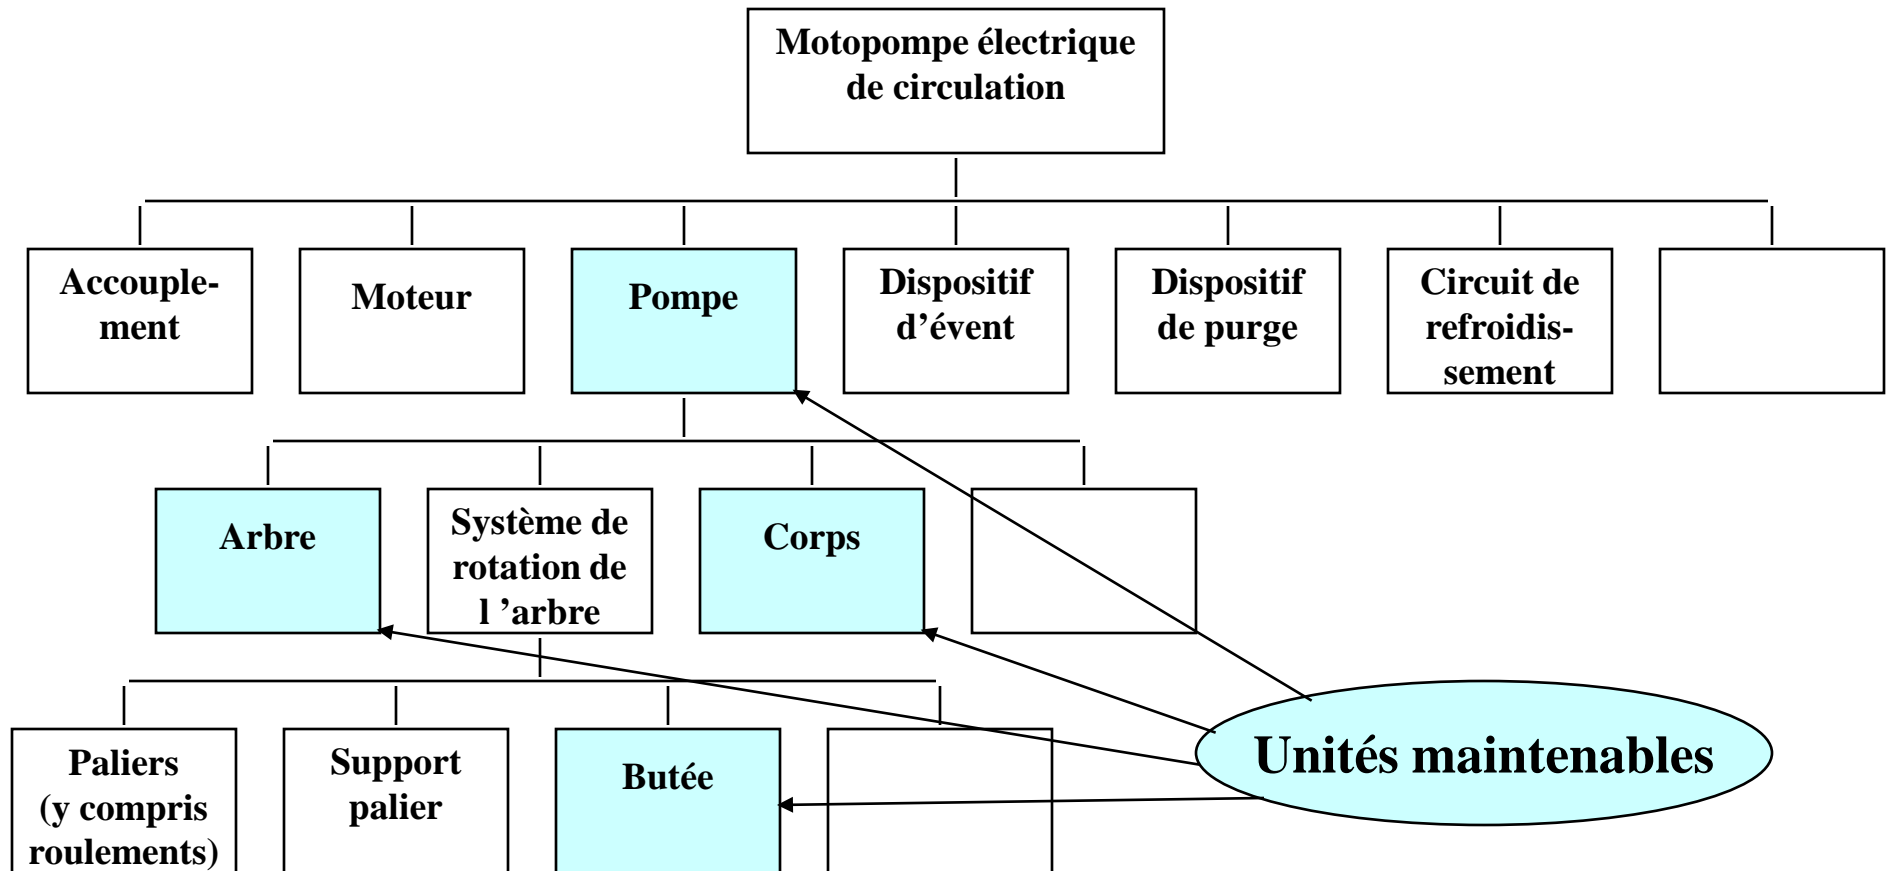 Motopompe électrique
de circulation
Accouple-
ment
Moteur
Pompe
Dispositif
d’évent
Dispositif
de purge
Circuit de
refroidis-
sement
Arbre
Système de
rotation de
l ’arbre
Corps
Paliers
(y compris
roulements)
Support
palier
Butée
Unités maintenables